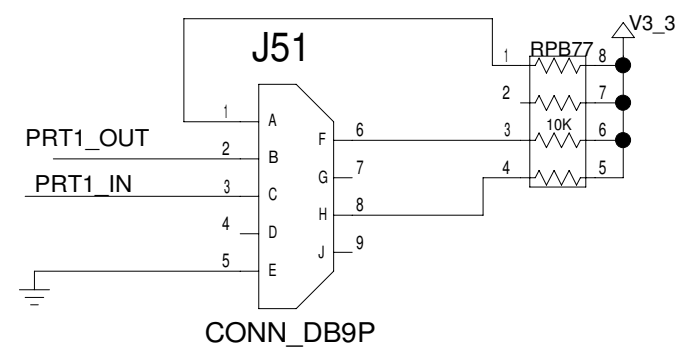 V3_3
J51
RPB77
1 8
2 7
10K
3 6
4 5
1 A
PRT1_OUT 2 B
F 6
PRT1_IN 3 C
G 7
4 D
H 8
5 E
J 9
CONN_DB9P